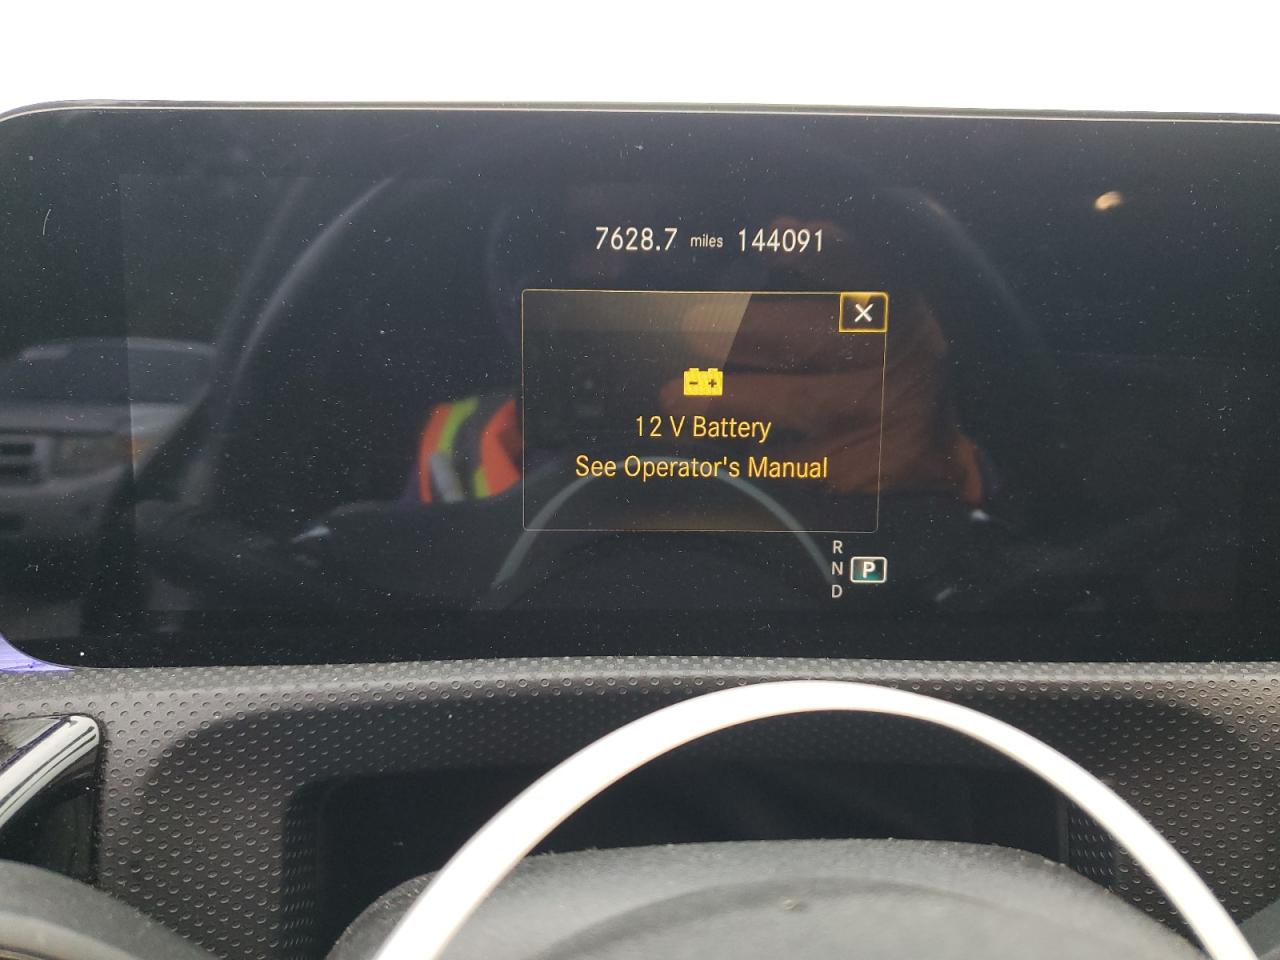 7628.7 miles 144091
X
12 V Battery
See Operator's Manual
R
N P
D